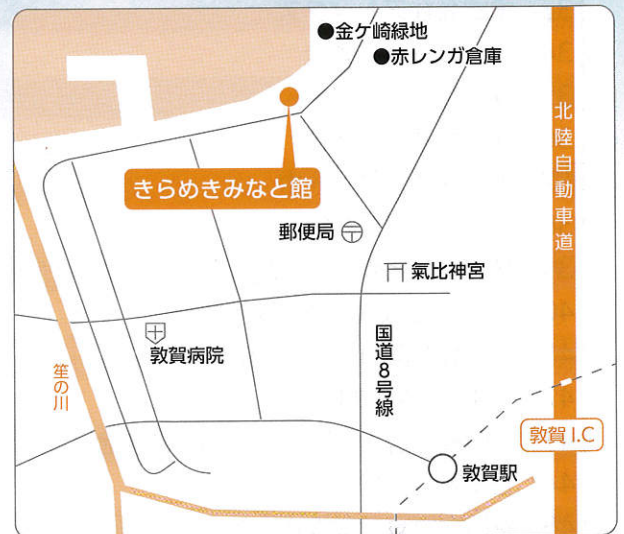 ●金ケ崎緑地
●赤レンガ倉庫
北陸自動車道
きらめきみなと館
郵便局
氣比神宮
国道8号線
敦賀病院
笙の川
敦賀I.C
敦賀駅